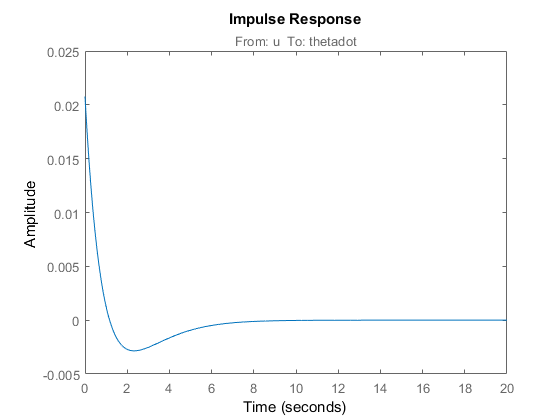 Impulse Response
From: u To: thetadot
0.025
0.02
0.015
0.01
0.005
0
-0.005
Amplitude
0 2 4 6 8 10 12 14 16 18 20
Time (seconds)